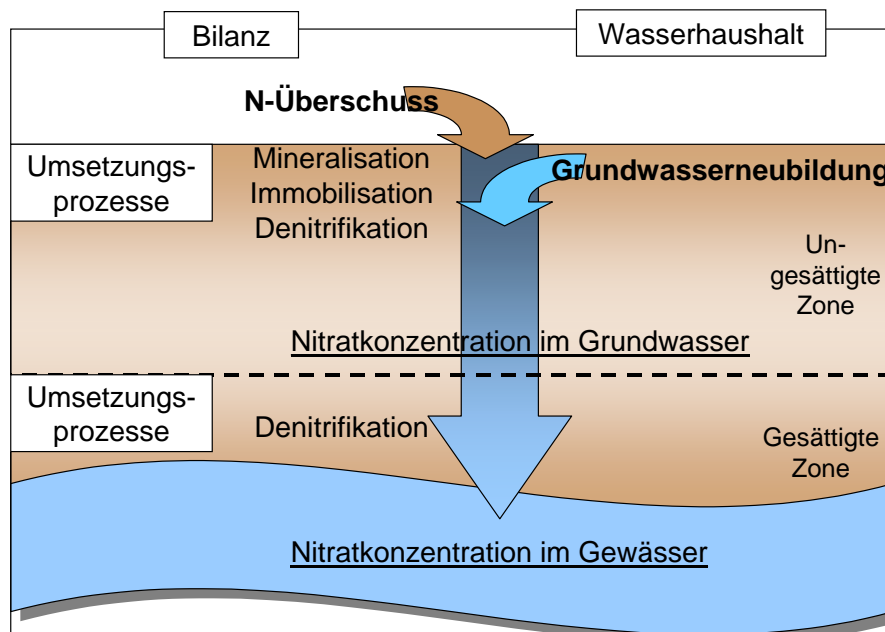 Bilanz
Wasserhaushalt
N-Überschuss
Umsetzungs-
prozesse
Mineralisation
Immobilisation
Denitrifikation
Grundwasserneubildung
Un-
gesättigte
Zone
Nitratkonzentration im Grundwasser
Umsetzungs-
prozesse
Denitrifikation
Gesättigte
Zone
Nitratkonzentration im Gewässer